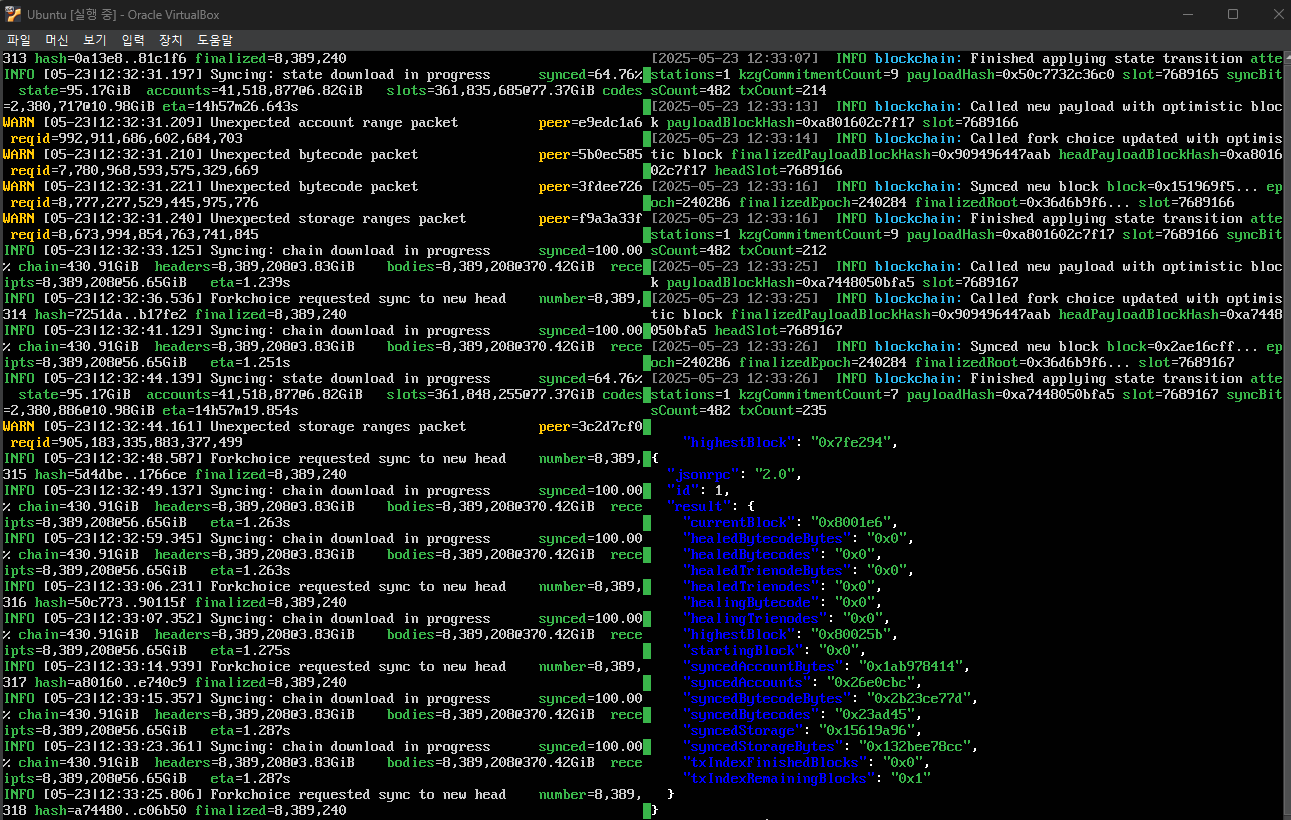 Ubuntu [실행 중] - Oracle VirtualBox
파일 머신 보기 입력 장치 도움말
313 hash=0a13e8..81c1f6 finalized=8,389,240
INFO [05-23|12:32:31.197] Syncing: state download in progress synced=64.76%
state=95.17GiB accounts=41,518,877@6.82GiB slots=361,835,685@77.37GiB codes
=2,380,717@10.98GiB eta=14h57m26.643s
WARN [05-23|12:32:31.209] Unexpected account range packet peer=e9edc1a6
reqid=992,911,686,602,684,703
WARN [05-23|12:32:31.210] Unexpected bytecode packet peer=5b0ec585
reqid=7,780,968,593,575,329,669
WARN [05-23|12:32:31.221] Unexpected bytecode packet peer=3fdee726
reqid=8,777,277,529,445,975,776
WARN [05-23|12:32:31.240] Unexpected storage ranges packet peer=f9a3a33f
reqid=8,673,994,854,763,741,845
INFO [05-23|12:32:33.125] Syncing: chain download in progress synced=100.00
% chain=430.91GiB headers=8,389,208@3.83GiB bodies=8,389,208@370.42GiB rece
ipts=8,389,208@56.65GiB eta=1.239s
INFO [05-23|12:32:36.536] Forkchoice requested sync to new head number=8,389,
314 hash=7251da..b17fe2 finalized=8,389,240
INFO [05-23|12:32:41.129] Syncing: chain download in progress synced=100.00
% chain=430.91GiB headers=8,389,208@3.83GiB bodies=8,389,208@370.42GiB rece
ipts=8,389,208@56.65GiB eta=1.251s
INFO [05-23|12:32:44.139] Syncing: state download in progress synced=64.76%
state=95.17GiB accounts=41,518,877@6.82GiB slots=361,848,255@77.37GiB codes
=2,380,886@10.98GiB eta=14h57m19.854s
WARN [05-23|12:32:44.161] Unexpected storage ranges packet peer=3c2d7cf0
reqid=905,183,335,883,377,499
INFO [05-23|12:32:48.587] Forkchoice requested sync to new head number=8,389,
315 hash=5d4dbe..1766ce finalized=8,389,240
INFO [05-23|12:32:49.137] Syncing: chain download in progress synced=100.00
% chain=430.91GiB headers=8,389,208@3.83GiB bodies=8,389,208@370.42GiB rece
ipts=8,389,208@56.65GiB eta=1.263s
INFO [05-23|12:32:59.345] Syncing: chain download in progress synced=100.00
% chain=430.91GiB headers=8,389,208@3.83GiB bodies=8,389,208@370.42GiB rece
ipts=8,389,208@56.65GiB eta=1.263s
INFO [05-23|12:33:06.231] Forkchoice requested sync to new head number=8,389,
316 hash=50c773..90115f finalized=8,389,240
INFO [05-23|12:33:07.352] Syncing: chain download in progress synced=100.00
% chain=430.91GiB headers=8,389,208@3.83GiB bodies=8,389,208@370.42GiB rece
ipts=8,389,208@56.65GiB eta=1.275s
INFO [05-23|12:33:14.939] Forkchoice requested sync to new head number=8,389,
317 hash=a80160..e740c9 finalized=8,389,240
INFO [05-23|12:33:15.357] Syncing: chain download in progress synced=100.00
% chain=430.91GiB headers=8,389,208@3.83GiB bodies=8,389,208@370.42GiB rece
ipts=8,389,208@56.65GiB eta=1.287s
INFO [05-23|12:33:23.361] Syncing: chain download in progress synced=100.00
% chain=430.91GiB headers=8,389,208@3.83GiB bodies=8,389,208@370.42GiB rece
ipts=8,389,208@56.65GiB eta=1.287s
INFO [05-23|12:33:25.806] Forkchoice requested sync to new head number=8,389,
318 hash=a74480..c06b50 finalized=8,389,240
[2025-05-23 12:33:07] INFO blockchain: Finished applying state transition atte
stations=1 kzgCommitmentCount=9 payloadHash=0x50c7732c36c0 slot=7689165 syncBit
sCount=482 txCount=214
[2025-05-23 12:33:13] INFO blockchain: Called new payload with optimistic bloc
k payloadBlockHash=0xa801602c7f17 slot=7689166
[2025-05-23 12:33:14] INFO blockchain: Called fork choice updated with optimis
tic block finalizedPayloadBlockHash=0x909496447aab headPayloadBlockHash=0xa8016
02c7f17 headSlot=7689166
[2025-05-23 12:33:16] INFO blockchain: Synced new block block=0x151969f5... ep
och=240286 finalizedEpoch=240284 finalizedRoot=0x36d6b9f6... slot=7689166
[2025-05-23 12:33:16] INFO blockchain: Finished applying state transition atte
stations=1 kzgCommitmentCount=9 payloadHash=0xa801602c7f17 slot=7689166 syncBit
sCount=482 txCount=212
[2025-05-23 12:33:25] INFO blockchain: Called new payload with optimistic bloc
k payloadBlockHash=0xa7448050bfa5 slot=7689167
[2025-05-23 12:33:25] INFO blockchain: Called fork choice updated with optimis
tic block finalizedPayloadBlockHash=0x909496447aab headPayloadBlockHash=0xa7448
050bfa5 headSlot=7689167
[2025-05-23 12:33:26] INFO blockchain: Synced new block block=0x2ae16cff... ep
och=240286 finalizedEpoch=240284 finalizedRoot=0x36d6b9f6... slot=7689167
[2025-05-23 12:33:26] INFO blockchain: Finished applying state transition atte
stations=1 kzgCommitmentCount=7 payloadHash=0xa7448050bfa5 slot=7689167 syncBit
sCount=482 txCount=235
"highestBlock": "0x7fe294",
{
"jsonrpc": "2.0",
"id": 1,
"result": {
"currentBlock": "0x8001e6",
"healedBytecodeBytes": "0x0",
"healedBytecodes": "0x0",
"healedTrienodeBytes": "0x0",
"healedTrienodes": "0x0",
"healingBytecode": "0x0",
"healingTrienodes": "0x0",
"highestBlock": "0x80025b",
"startingBlock": "0x0",
"syncedAccountBytes": "0x1ab978414",
"syncedAccounts": "0x26e0cbc",
"syncedBytecodeBytes": "0x2b23ce77d",
"syncedBytecodes": "0x23ad45",
"syncedStorage": "0x15619a96",
"syncedStorageBytes": "0x132bee78cc",
"txIndexFinishedBlocks": "0x0",
"txIndexRemainingBlocks": "0x1"
}
}